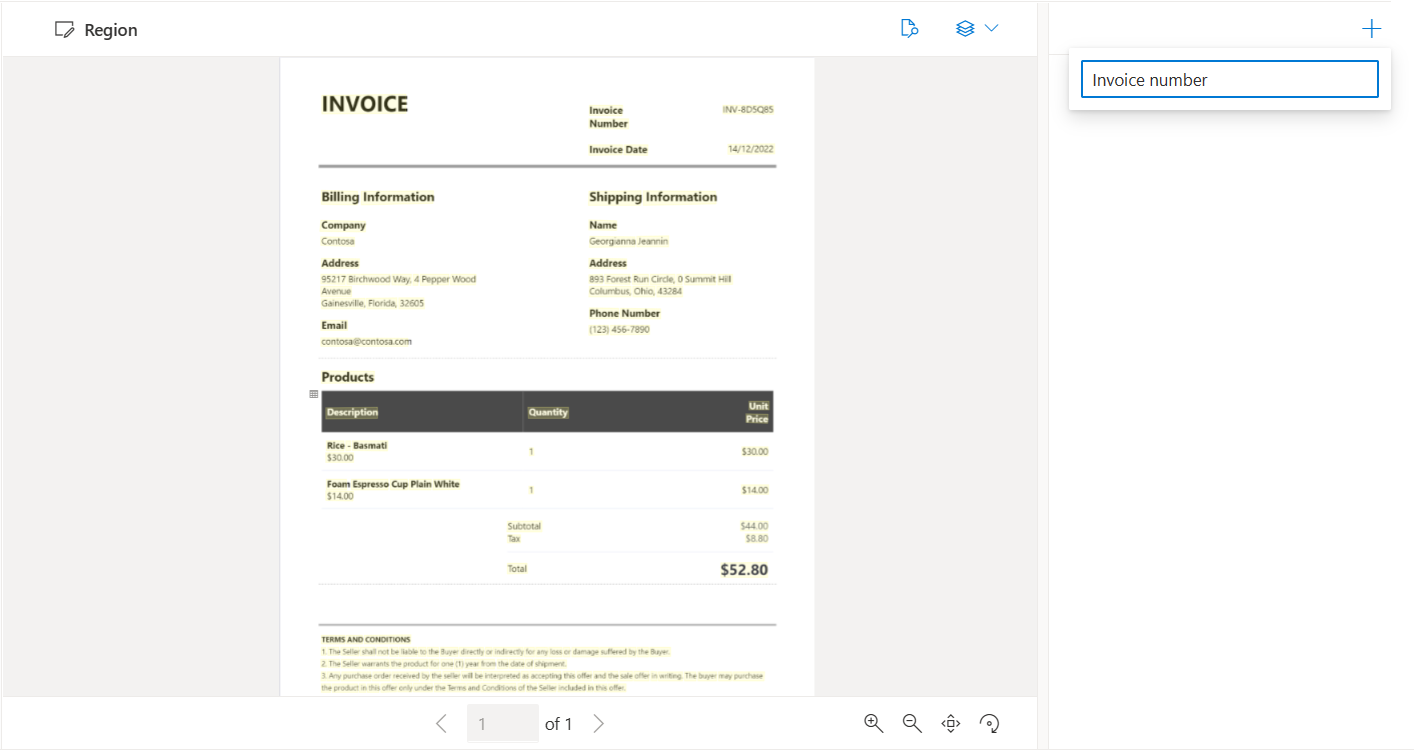 Region
Invoice number
INVOICE
Invoice Number INV-8D5Q85
Invoice Date 14/12/2022
Billing Information
Company
Contosa
Address
95217 Birchwood Way, 4 Pepper Wood
Avenue
Gainesville, Florida, 32605
Email
contosa@contosa.com
Shipping Information
Name
Georgianna Jeannin
Address
893 Forest Run Circle, 0 Summit Hill
Columbus, Ohio, 43284
Phone Number
(123) 456-7890
Products
Description Quantity Unit Price
Rice - Basmati
$30.00 1 $30.00
Foam Espresso Cup Plain White
$14.00 1 $14.00
Subtotal $44.00
Tax $8.80
Total $52.80
TERMS AND CONDITIONS
1. The Seller shall not be liable to the Buyer directly or indirectly for any loss or damage suffered by the Buyer.
2. The Seller warrants the product for one (1) year from the date of shipment.
3. Any purchase order received by the seller will be interpreted as accepting this offer and the sale offer in writing. The buyer may purchase
the product in this offer only under the Terms and Conditions of the Seller included in this offer.
1 of 1